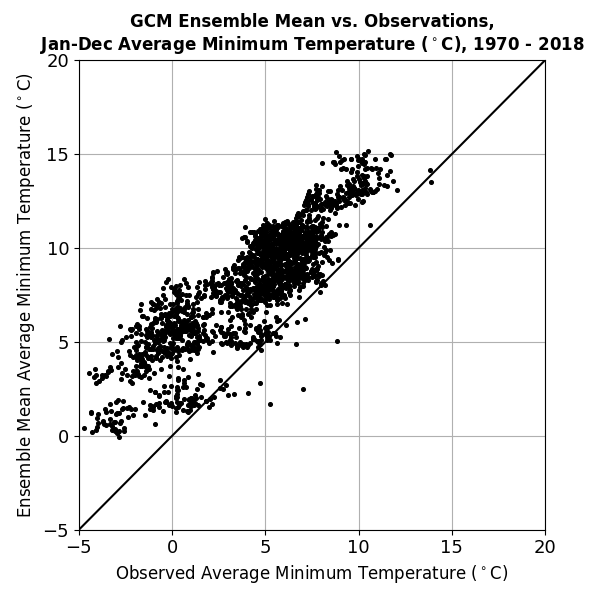 GCM Ensemble Mean vs. Observations,
Jan-Dec Average Minimum Temperature (°C), 1970 - 2018
Ensemble Mean Average Minimum Temperature (°C)
20
15
10
5
0
−5
−5 0 5 10 15 20
Observed Average Minimum Temperature (°C)